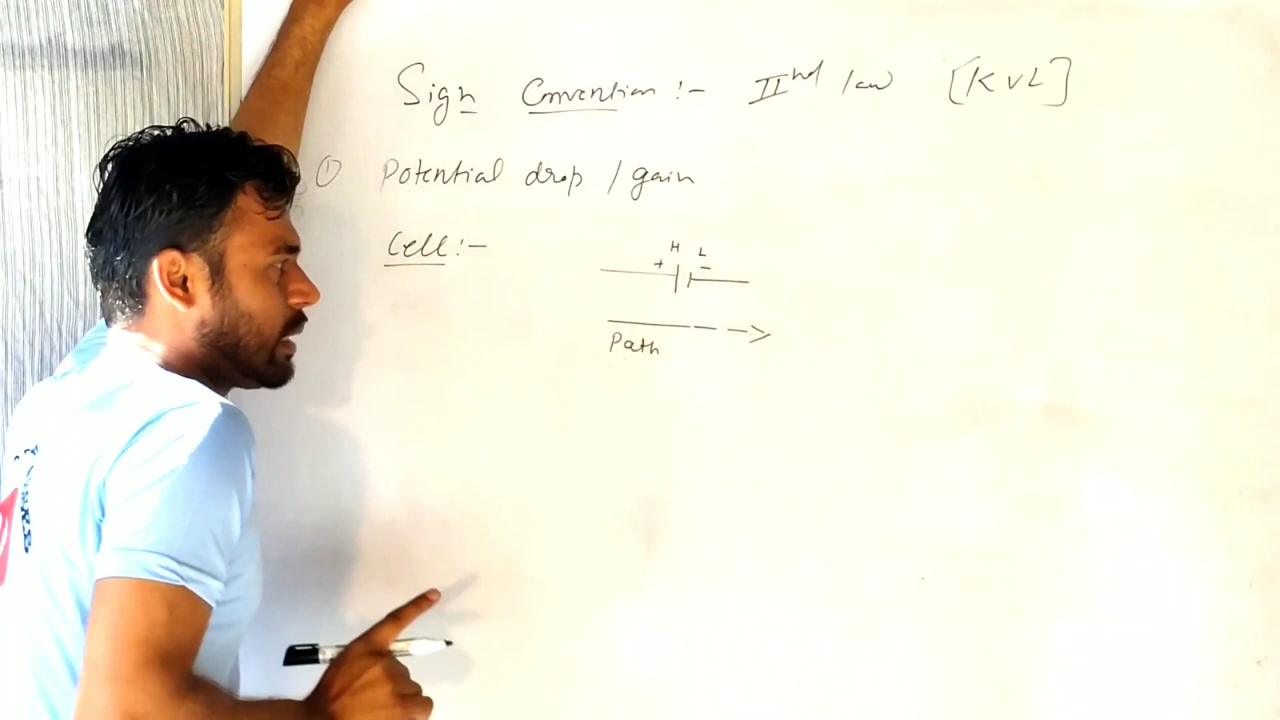 Sign Convention :- IInd law [KVL]
① Potential drop / gain
Cell :-
H L
+ -
Path